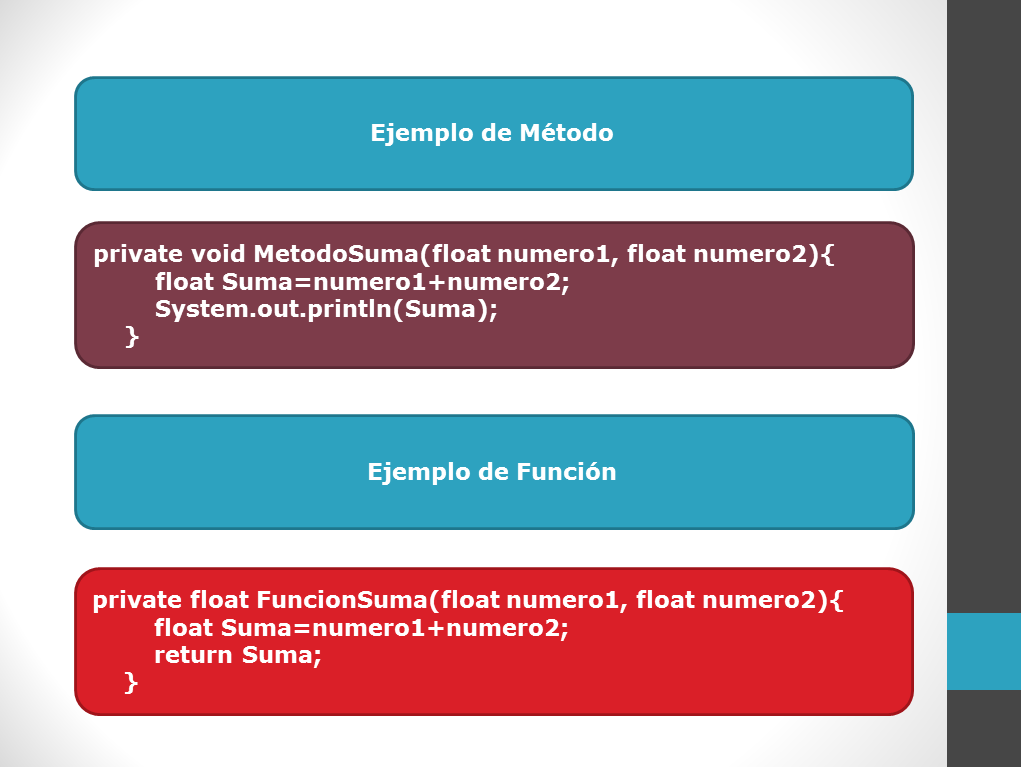 Ejemplo de Método
private void MetodoSuma(float numero1, float numero2){
float Suma=numero1+numero2;
System.out.println(Suma);
}
Ejemplo de Función
private float FuncionSuma(float numero1, float numero2){
float Suma=numero1+numero2;
return Suma;
}